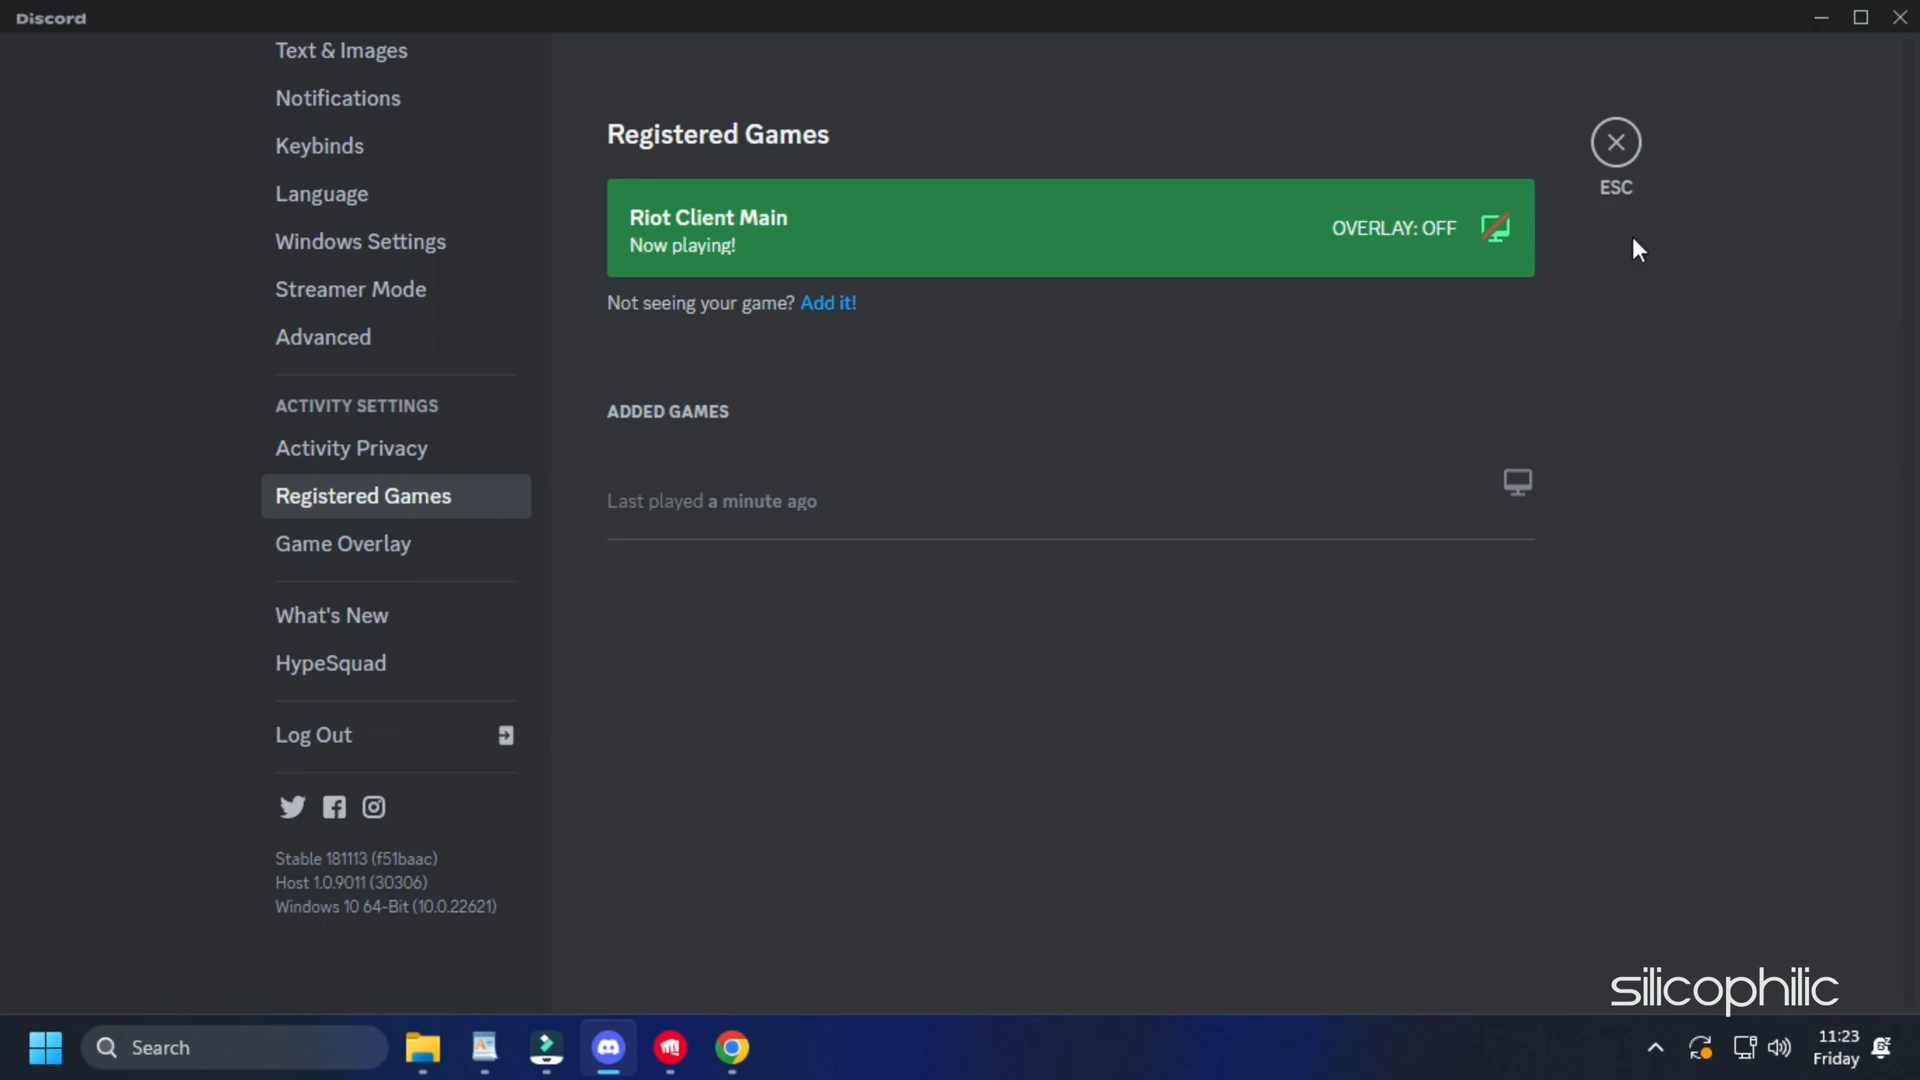 Discord
Text & Images
Notifications
Keybinds
Language
Windows Settings
Streamer Mode
Advanced
ACTIVITY SETTINGS
Activity Privacy
Registered Games
Game Overlay
What's New
HypeSquad
Log Out
Stable 181113 (f51baac)
Host 1.0.9011 (30306)
Windows 10 64-Bit (10.0.22621)
Registered Games
Riot Client Main
Now playing!
OVERLAY: OFF
Not seeing your game? Add it!
ADDED GAMES
Last played a minute ago
ESC
silicophilic
Search
11:23
Friday